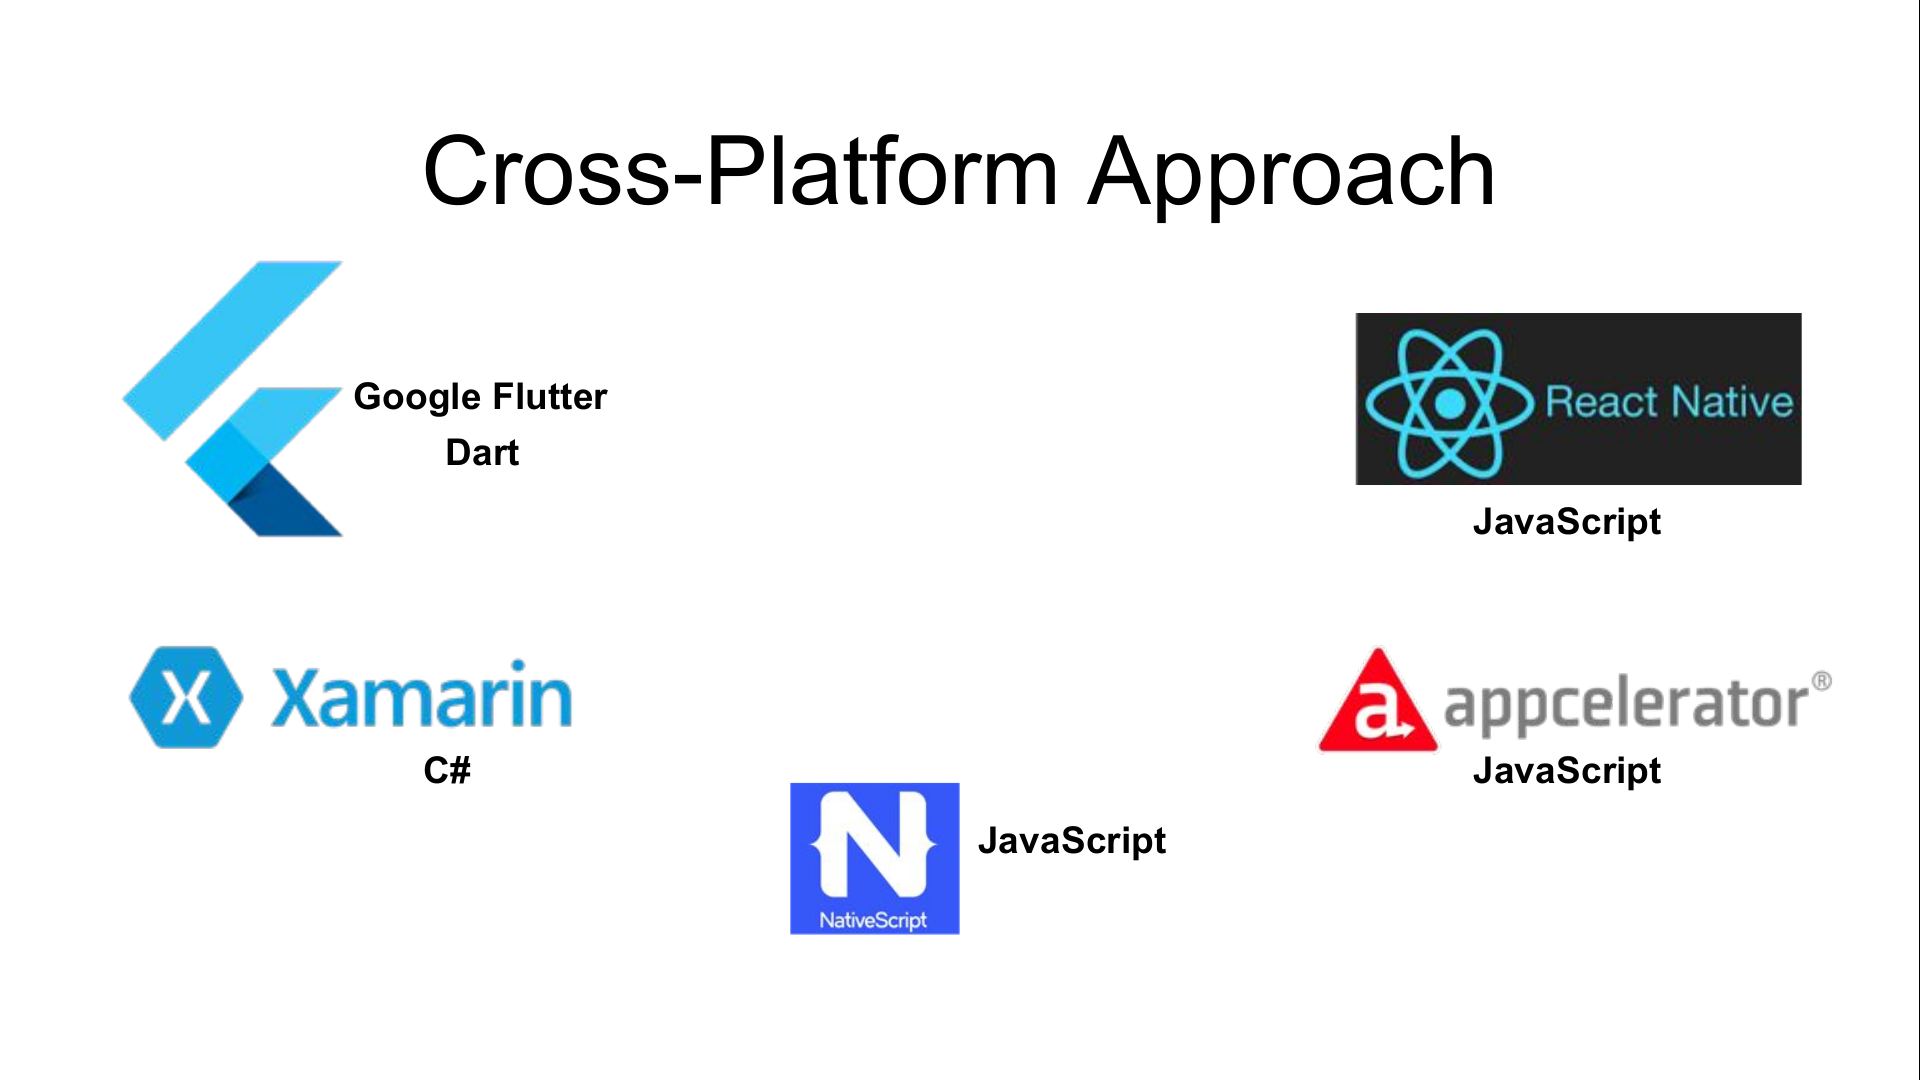 Cross-Platform Approach
Google Flutter
Dart
React Native
JavaScript
X Xamarin
C#
a appcelerator®
JavaScript
N
NativeScript
JavaScript